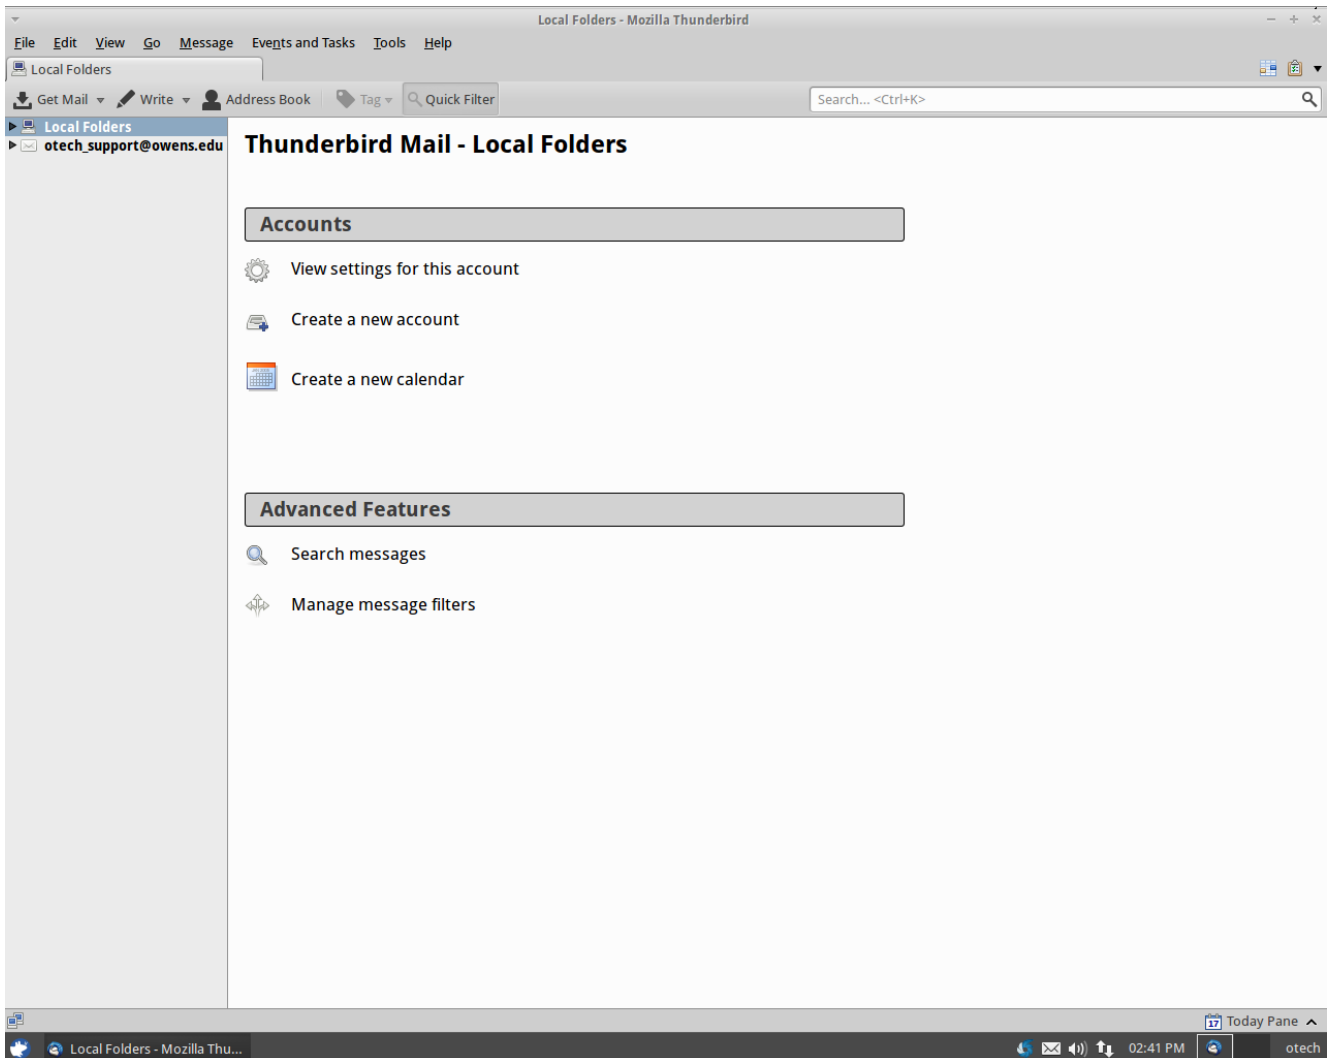 Local Folders - Mozilla Thunderbird
File Edit View Go Message Events and Tasks Tools Help
Local Folders
Get Mail Write Address Book Tag Quick Filter Search... <Ctrl+K>
Local Folders
otech_support@owens.edu
Thunderbird Mail - Local Folders
Accounts
View settings for this account
Create a new account
Create a new calendar
Advanced Features
Search messages
Manage message filters
17 Today Pane
Local Folders - Mozilla Thu... 02:41 PM otech